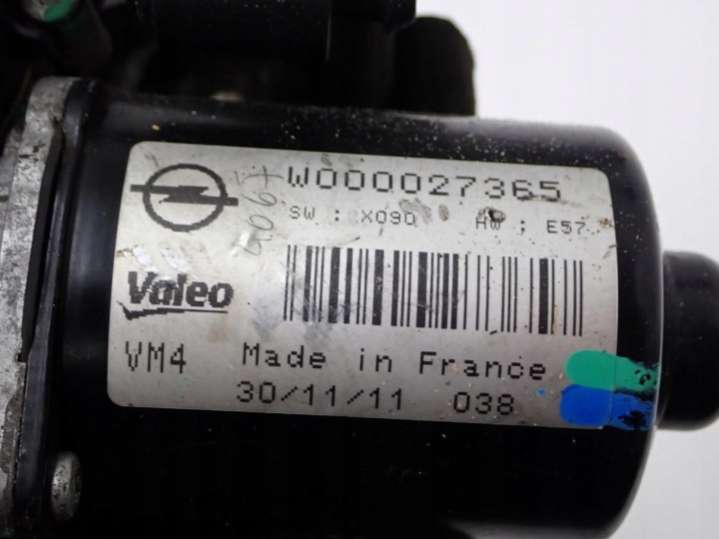 W000027365
SW : X090 HW : E57
Valeo
VM4 Made in France
30/11/11 038